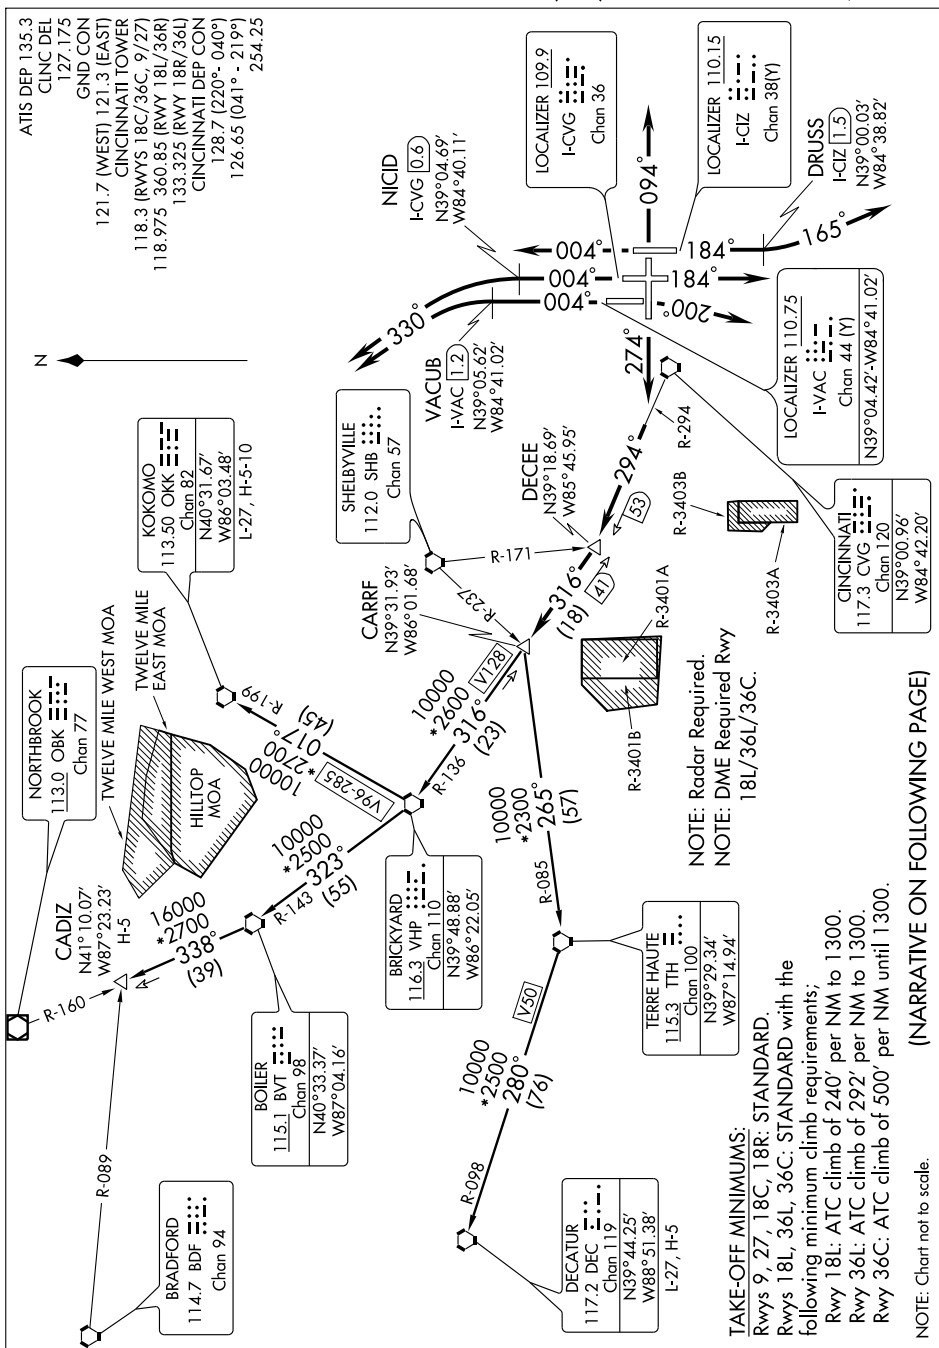 ATIS DEP 135.3
CLNC DEL
127.175
GND CON
121.7 (WEST) 121.3 (EAST)
CINCINNATI TOWER
118.3 (RWYS 18C/36C, 9/27)
118.975 360.85 (RWY 18L/36R)
133.325 (RWY 18R/36L)
CINCINNATI DEP CON
128.7 (220°- 040°)
126.65 (041° - 219°)
254.25
N
NORTHBROOK
113.0 OBK
Chan 77
KOKOMO
113.50 OKK
Chan 82
N40°31.67′
W86°03.48′
L-27, H-5-10
SHELBYVILLE
112.0 SHB
Chan 57
NICID
I-CVG 0.6
N39°04.69′
W84°40.11′
LOCALIZER 109.9
I-CVG
Chan 36
LOCALIZER 110.15
I-CIZ
Chan 38(Y)
DRUSS
I-CIZ 1.5
N39°00.03′
W84°38.82′
VACUB
I-VAC 1.2
N39°05.62′
W84°41.02′
330°
004°
004°
004°
094°
184°
184°
165°
200°
274°
LOCALIZER 110.75
I-VAC
Chan 44 (Y)
N39°04.42′-W84°41.02′
CINCINNATI
117.3 CVG
Chan 120
N39°00.96′
W84°42.20′
R-294
294°
53
DECEE
N39°18.69′
W85°45.95′
R-171
R-237
316°
(18)
41
CARRF
N39°31.93′
W86°01.68′
R-3403B
R-3403A
R-3401A
R-3401B
V128
10000
*2600
316°
(23)
R-136
TWELVE MILE WEST MOA
TWELVE MILE
EAST MOA
HILLTOP
MOA
R-199
017°
(45)
*2700
10000
V96-285
10000
*2500
323°
(55)
R-143
BRICKYARD
116.3 VHP
Chan 110
N39°48.88′
W86°22.05′
10000
*2300
265°
(57)
R-085
CADIZ
N41°10.07′
W87°23.23′
H-5
16000
*2700
338°
(39)
R-160
R-089
BOILER
115.1 BVT
Chan 98
N40°33.37′
W87°04.16′
BRADFORD
114.7 BDF
Chan 94
TERRE HAUTE
115.3 TTH
Chan 100
N39°29.34′
W87°14.94′
V50
10000
*2500
280°
(76)
R-098
DECATUR
117.2 DEC
Chan 119
N39°44.25′
W88°51.38′
L-27, H-5
NOTE: Radar Required.
NOTE: DME Required Rwy
18L/36L/36C.
TAKE-OFF MINIMUMS:
Rwys 9, 27, 18C, 18R: STANDARD.
Rwys 18L, 36L, 36C: STANDARD with the
following minimum climb requirements;
Rwy 18L: ATC climb of 240′ per NM to 1300.
Rwy 36L: ATC climb of 292′ per NM to 1300.
Rwy 36C: ATC climb of 500′ per NM until 1300.
(NARRATIVE ON FOLLOWING PAGE)
NOTE: Chart not to scale.